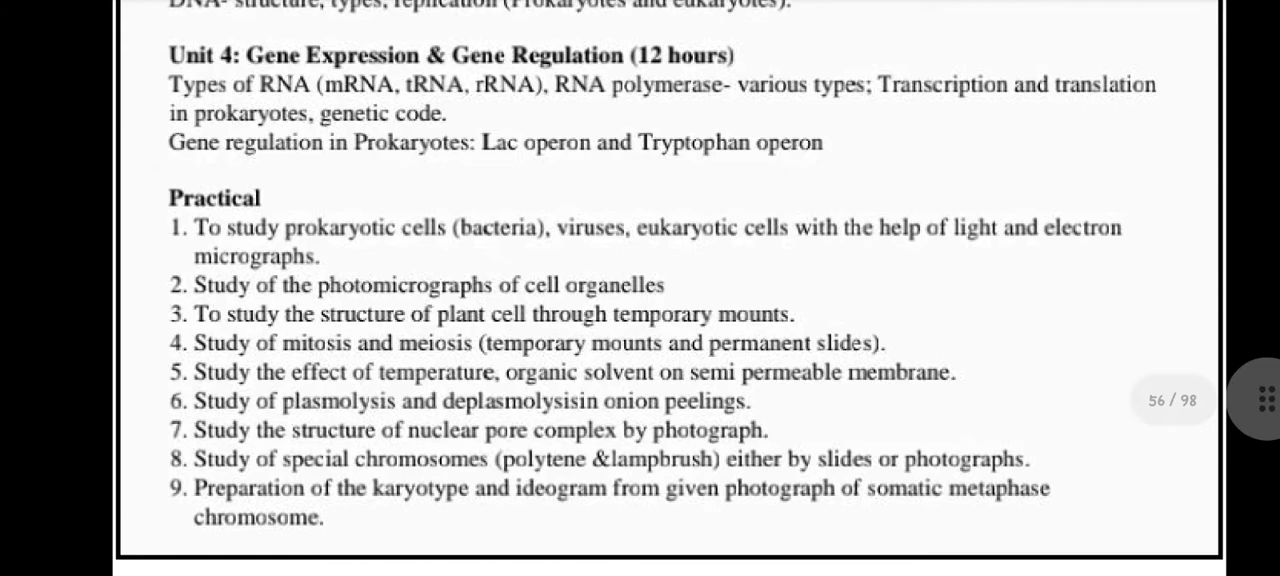 DNA- structure, types, replication (Prokaryotes and eukaryotes).
Unit 4: Gene Expression & Gene Regulation (12 hours)
Types of RNA (mRNA, tRNA, rRNA), RNA polymerase- various types; Transcription and translation
in prokaryotes, genetic code.
Gene regulation in Prokaryotes: Lac operon and Tryptophan operon
Practical
1. To study prokaryotic cells (bacteria), viruses, eukaryotic cells with the help of light and electron
micrographs.
2. Study of the photomicrographs of cell organelles
3. To study the structure of plant cell through temporary mounts.
4. Study of mitosis and meiosis (temporary mounts and permanent slides).
5. Study the effect of temperature, organic solvent on semi permeable membrane.
6. Study of plasmolysis and deplasmolysisin onion peelings.
7. Study the structure of nuclear pore complex by photograph.
8. Study of special chromosomes (polytene &lampbrush) either by slides or photographs.
9. Preparation of the karyotype and ideogram from given photograph of somatic metaphase
chromosome.
56 / 98